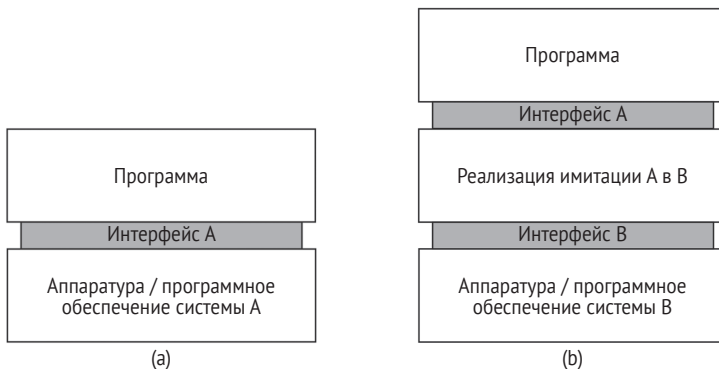 Программа
Интерфейс А
Аппаратура / программное
обеспечение системы А
(a)
Программа
Интерфейс А
Реализация имитации А в В
Интерфейс В
Аппаратура / программное
обеспечение системы В
(b)